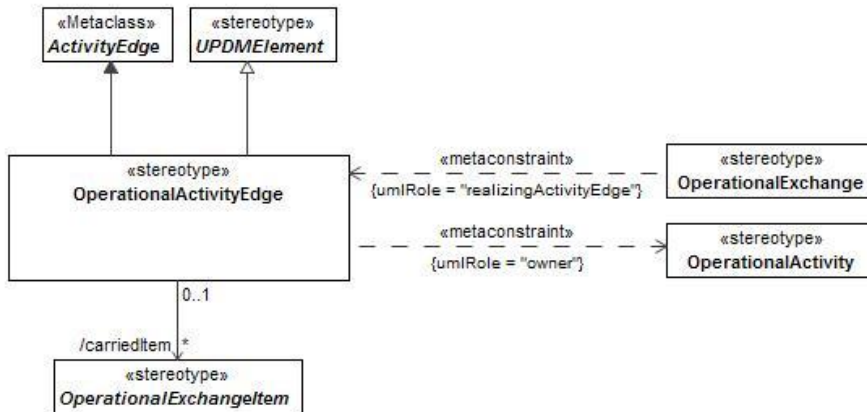 «Metaclass»
ActivityEdge
«stereotype»
UPDMElement
«stereotype»
OperationalActivityEdge
«metaconstraint»
{umlRole = "realizingActivityEdge"}
«stereotype»
OperationalExchange
«metaconstraint»
{umlRole = "owner"}
«stereotype»
OperationalActivity
0..1
/carriedItem
*
«stereotype»
OperationalExchangeItem